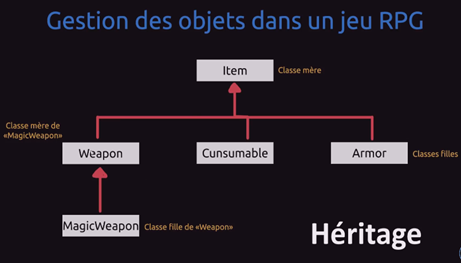 Gestion des objets dans un jeu RPG
Item
Classe mère
Classe mère de
«MagicWeapon»
Weapon
Cunsumable
Armor
Classes filles
MagicWeapon
Classe fille de «Weapon»
Héritage